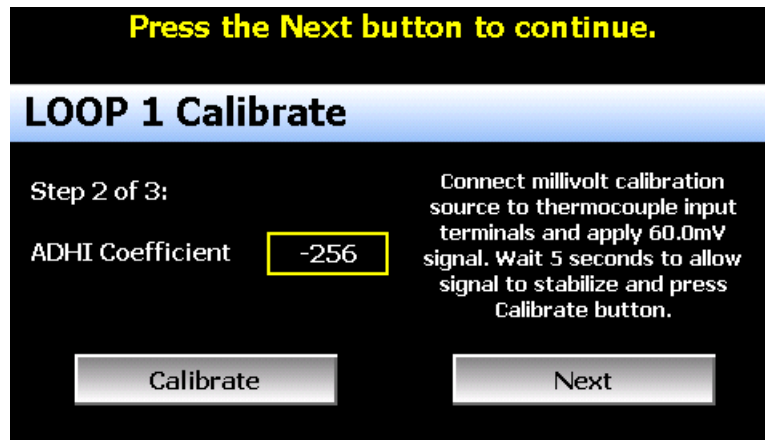 Press the Next button to continue.
LOOP 1 Calibrate
Step 2 of 3:
ADHI Coefficient
-256
Connect millivolt calibration
source to thermocouple input
terminals and apply 60.0mV
signal. Wait 5 seconds to allow
signal to stabilize and press
Calibrate button.
Calibrate
Next